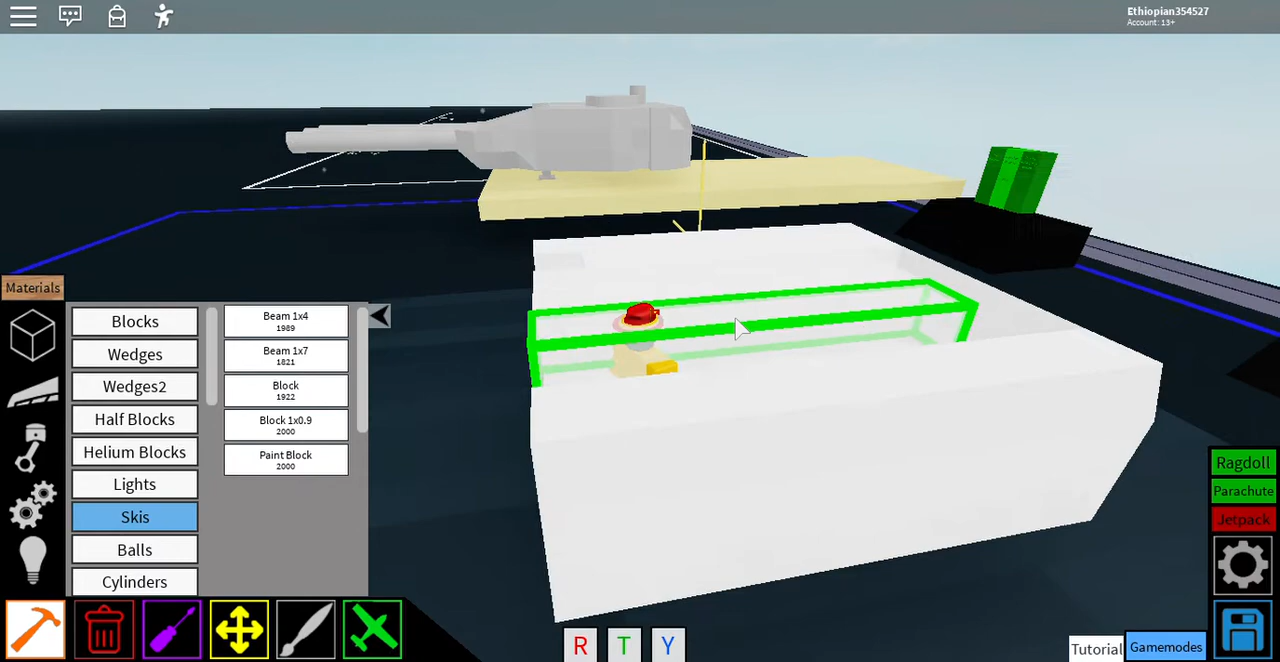 Ethiopian354527
Account: 13+
Materials
Blocks
Wedges
Wedges2
Half Blocks
Helium Blocks
Lights
Skis
Balls
Cylinders
Beam 1x4
1989
Beam 1x7
1821
Block
1922
Block 1x0.9
2000
Paint Block
2000
Ragdoll
Parachute
Jetpack
R T Y
Tutorial
Gamemodes